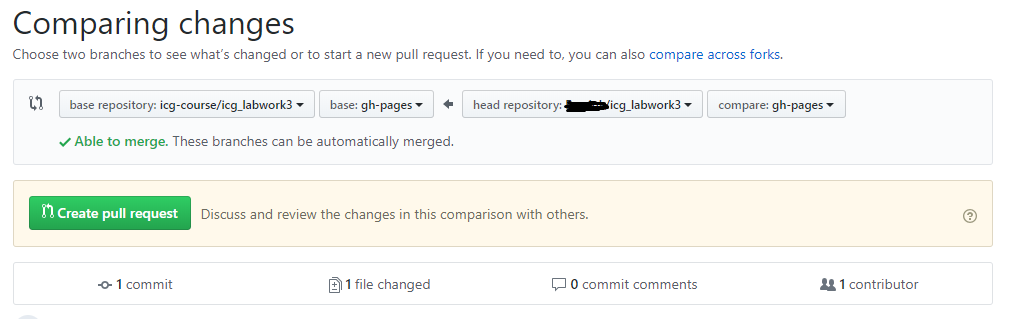 Comparing changes
Choose two branches to see what's changed or to start a new pull request. If you need to, you can also compare across forks.
base repository: icg-course/icg_labwork3 base: gh-pages head repository: /icg_labwork3 compare: gh-pages
Able to merge. These branches can be automatically merged.
Create pull request Discuss and review the changes in this comparison with others.
1 commit 1 file changed 0 commit comments 1 contributor